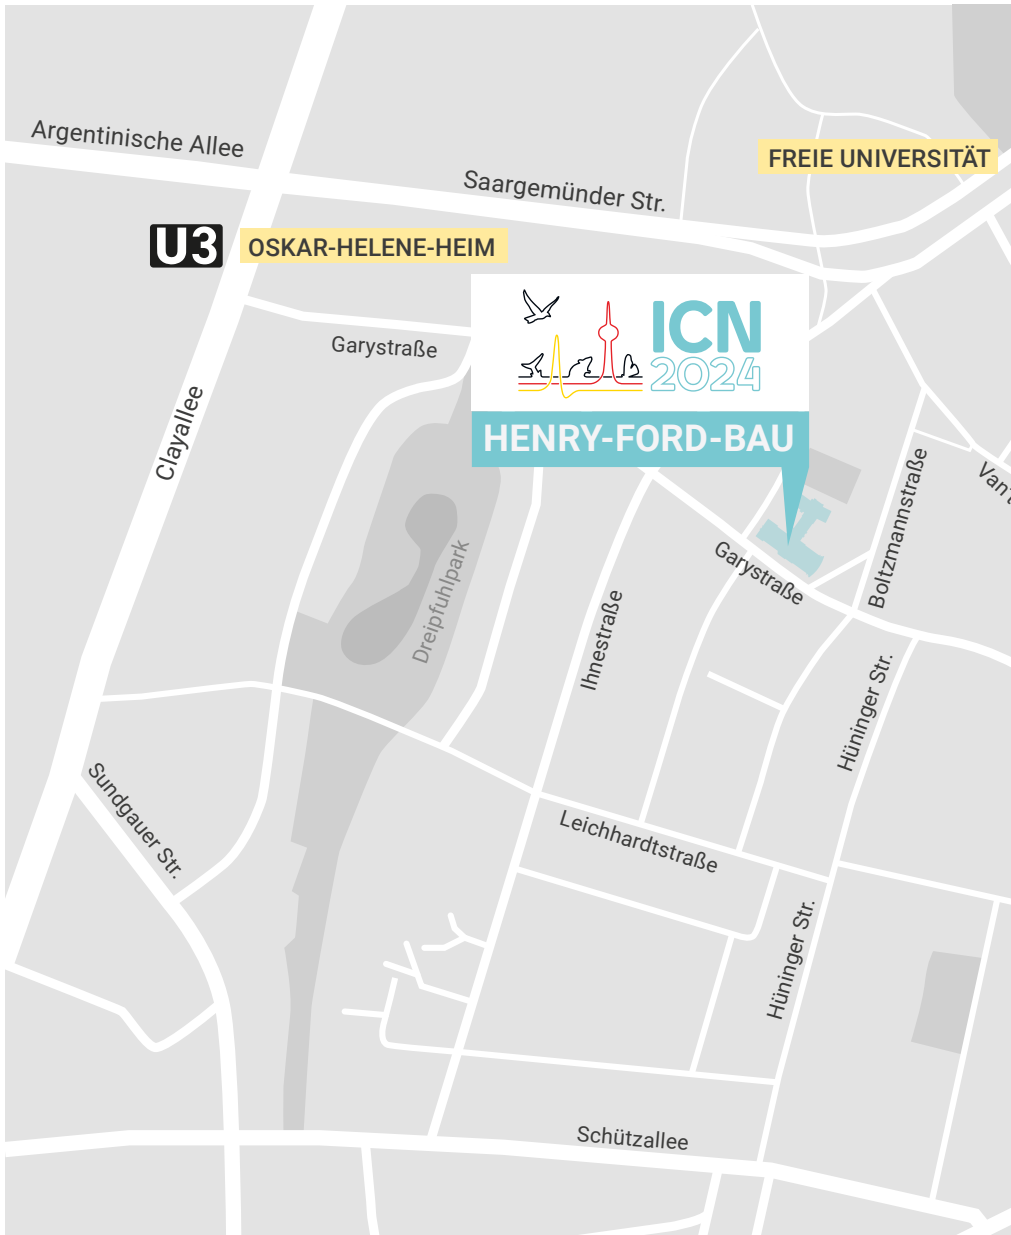 Argentinische Allee
FREIE UNIVERSITÄT
Saargemünder Str.
U3
OSKAR-HELENE-HEIM
ICN
2024
Garystraße
HENRY-FORD-BAU
Clayallee
Boltzmannstraße
Garystraße
Dreipfuhlpark
Ihnestraße
Hüninger Str.
Sundgauer Str.
Leichhardtstraße
Hüninger Str.
Schützallee